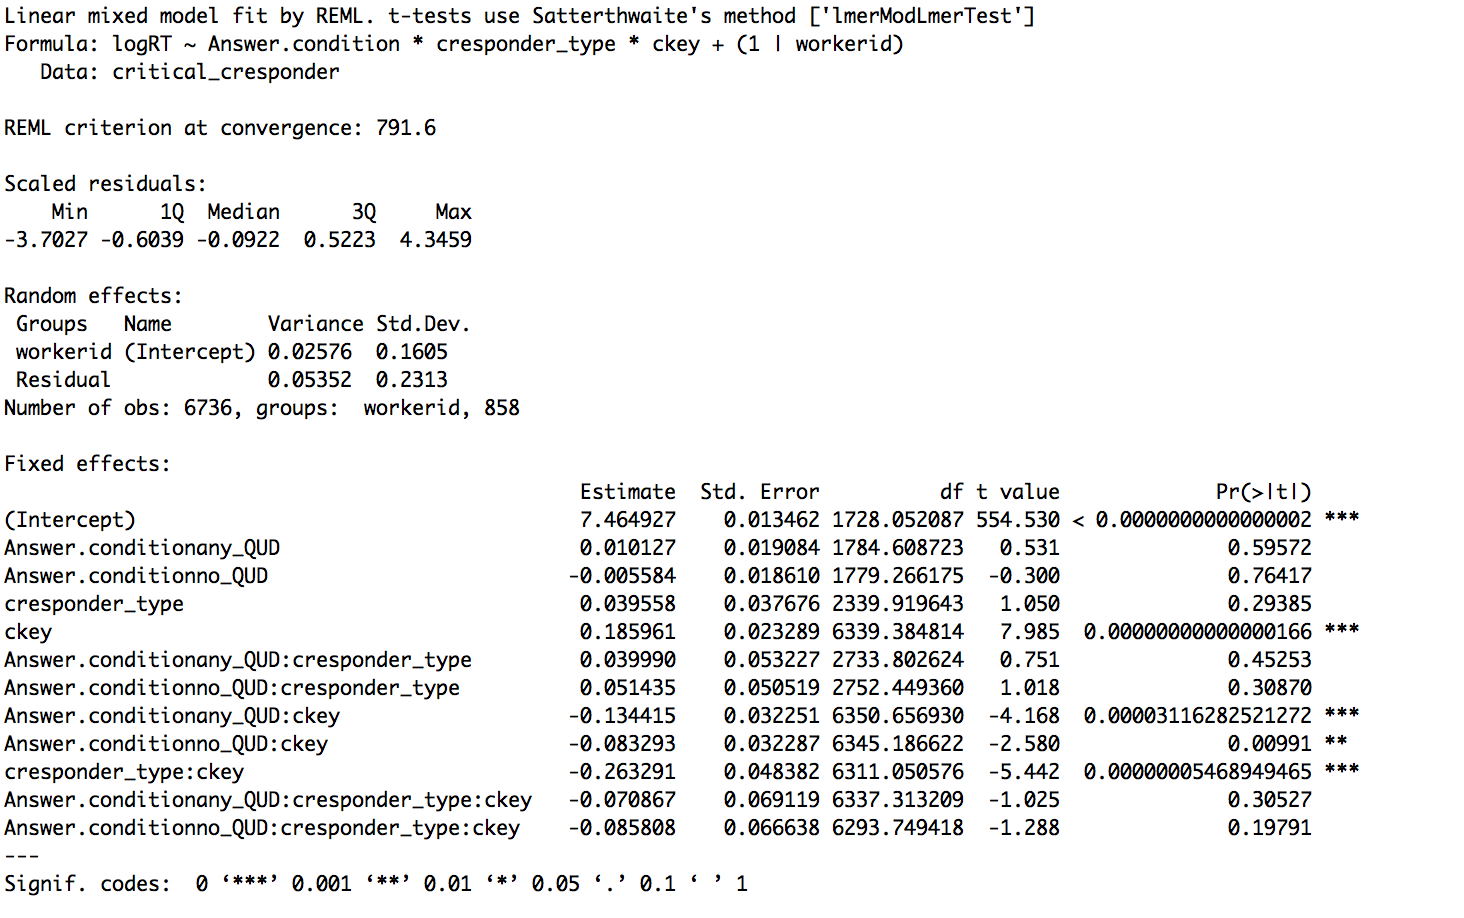 Linear mixed model fit by REML. t-tests use Satterthwaite's method ['lmerModLmerTest']
Formula: logRT ~ Answer.condition * cresponder_type * ckey + (1 | workerid)
   Data: critical_cresponder

REML criterion at convergence: 791.6

Scaled residuals:
    Min      1Q  Median      3Q     Max
-3.7027 -0.6039 -0.0922  0.5223  4.3459

Random effects:
 Groups   Name        Variance Std.Dev.
 workerid (Intercept) 0.02576  0.1605
 Residual             0.05352  0.2313
Number of obs: 6736, groups:  workerid, 858

Fixed effects:
                                                Estimate  Std. Error          df t value             Pr(>|t|)
(Intercept)                                     7.464927    0.013462 1728.052087 554.530 < 0.0000000000000002 ***
Answer.conditionany_QUD                         0.010127    0.019084 1784.608723   0.531              0.59572
Answer.conditionno_QUD                         -0.005584    0.018610 1779.266175  -0.300              0.76417
cresponder_type                                 0.039558    0.037676 2339.919643   1.050              0.29385
ckey                                            0.185961    0.023289 6339.384814   7.985  0.00000000000000166 ***
Answer.conditionany_QUD:cresponder_type         0.039990    0.053227 2733.802624   0.751              0.45253
Answer.conditionno_QUD:cresponder_type          0.051435    0.050519 2752.449360   1.018              0.30870
Answer.conditionany_QUD:ckey                   -0.134415    0.032251 6350.656930  -4.168  0.00003116282521272 ***
Answer.conditionno_QUD:ckey                    -0.083293    0.032287 6345.186622  -2.580              0.00991 **
cresponder_type:ckey                           -0.263291    0.048382 6311.050576  -5.442  0.00000005468949465 ***
Answer.conditionany_QUD:cresponder_type:ckey   -0.070867    0.069119 6337.313209  -1.025              0.30527
Answer.conditionno_QUD:cresponder_type:ckey    -0.085808    0.066638 6293.749418  -1.288              0.19791
---
Signif. codes:  0 ‘***’ 0.001 ‘**’ 0.01 ‘*’ 0.05 ‘.’ 0.1 ‘ ’ 1